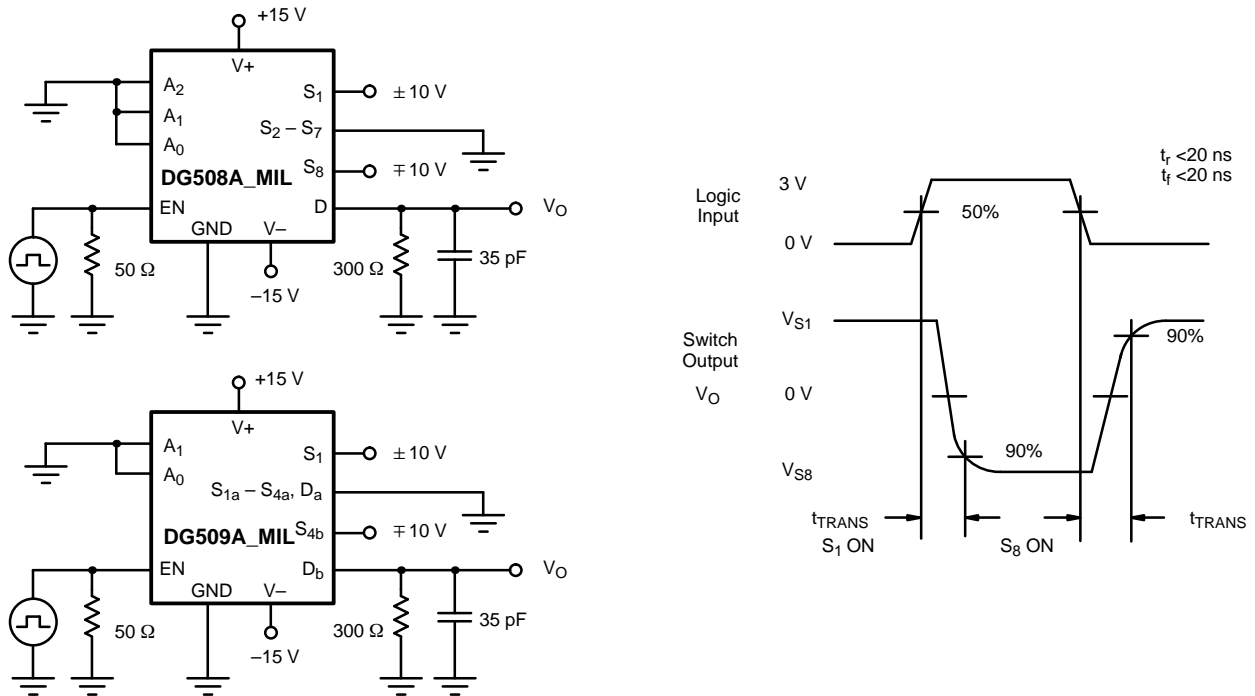 +15 V
V+
A2
A1
A0
S1
± 10 V
S2 – S7
S8
∓ 10 V
DG508A_MIL
EN
D
VO
GND
V–
50 Ω
–15 V
300 Ω
35 pF
+15 V
V+
A1
A0
S1
± 10 V
S1a – S4a, Da
S4b
∓ 10 V
DG509A_MIL
EN
Db
VO
GND
V–
50 Ω
–15 V
300 Ω
35 pF
tr <20 ns
tf <20 ns
Logic
Input
3 V
50%
0 V
VS1
Switch
Output
VO
0 V
90%
VS8
90%
tTRANS
S1 ON
S8 ON
tTRANS